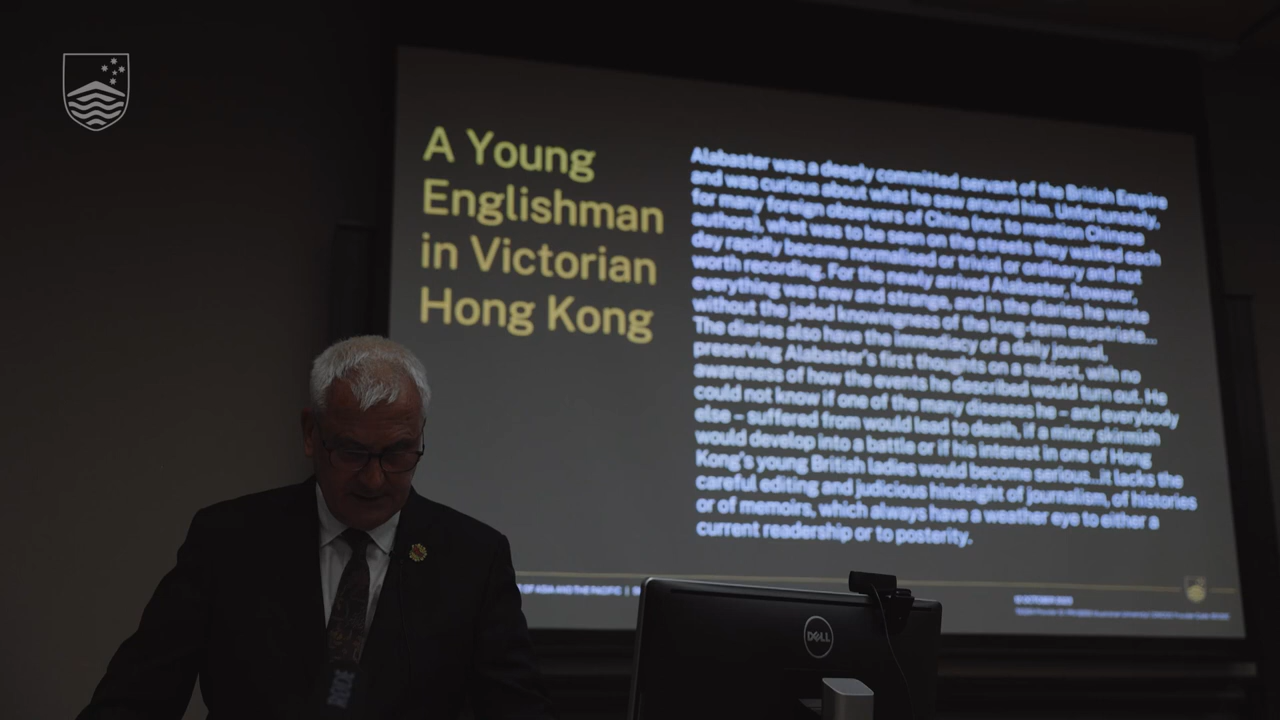 A Young
Englishman
in Victorian
Hong Kong
Alabaster was a deeply committed servant of the British Empire
and was curious about what he saw around him. Unfortunately,
for many foreign observers of China (not to mention Chinese
authors), what was to be seen on the streets they walked each
day rapidly became normalised or trivial or ordinary and not
worth recording. For the newly arrived Alabaster, however,
everything was new and strange, and in the diaries he wrote
without the jaded knowingness of the long-term expatriate...
The diaries also have the immediacy of a daily journal,
preserving Alabaster's first thoughts on a subject, with no
awareness of how the events he described would turn out. He
could not know if one of the many diseases he – and everybody
else – suffered from would lead to death, if a minor skirmish
would develop into a battle or if his interest in one of Hong
Kong's young British ladies would become serious...it lacks the
careful editing and judicious hindsight of journalism, of histories
or of memoirs, which always have a weather eye to either a
current readership or to posterity.
OF ASIA AND THE PACIFIC |
OCTOBER
DELL
RODE